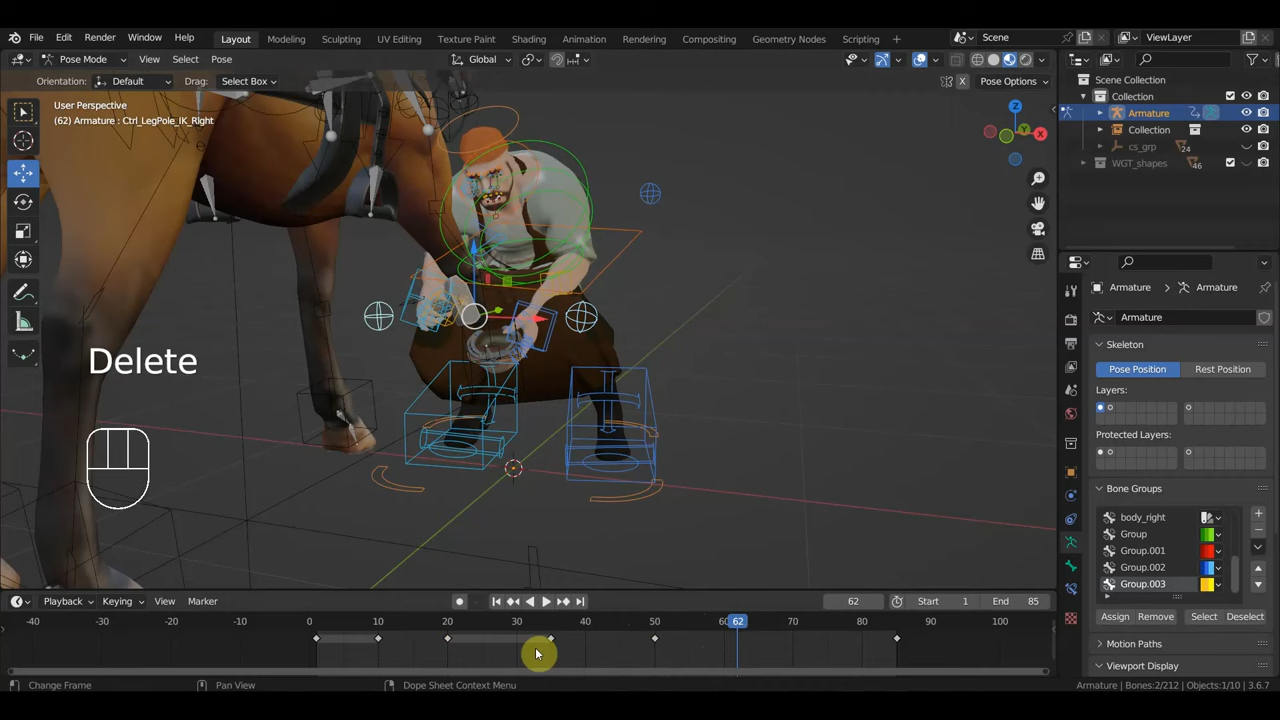 File Edit Render Window Help Layout Modeling Sculpting UV Editing Texture Paint Shading Animation Rendering Compositing Geometry Nodes Scripting + Scene ViewLayer
Pose Mode View Select Pose Global
Orientation: Default Drag: Select Box X Pose Options
Scene Collection
Collection
Armature
Collection
cs_grp 24
WGT_shapes 46
User Perspective
(62) Armature : Ctrl_LegPole_IK_Right
Z
Y
X
Delete
Armature Armature
Armature
Skeleton
Pose Position Rest Position
Layers:
Protected Layers:
Bone Groups
body_right
Group
Group.001
Group.002
Group.003
Assign Remove Select Deselect
Motion Paths
Viewport Display
Playback Keying View Marker 62 Start 1 End 85
-40 -30 -20 -10 0 10 20 30 40 50 60 62 70 80 90 100
Change Frame Pan View Dope Sheet Context Menu Armature | Bones:2/212 | Objects:1/10 | 3.6.7